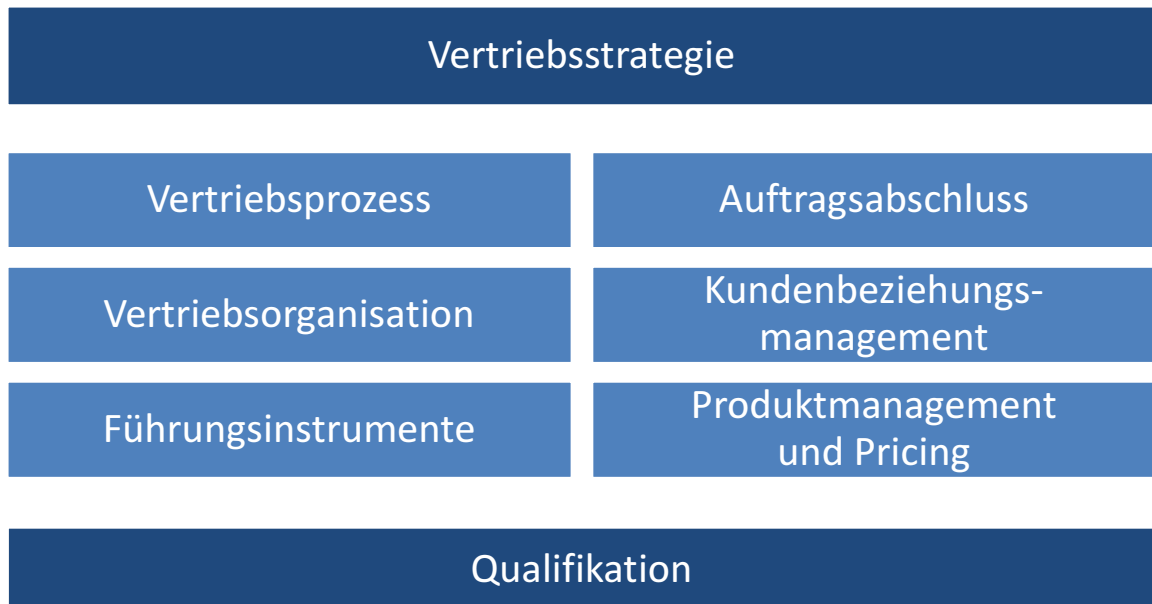 Vertriebsstrategie
Vertriebsprozess
Auftragsabschluss
Vertriebsorganisation
Kundenbeziehungs-
management
Führungsinstrumente
Produktmanagement
und Pricing
Qualifikation